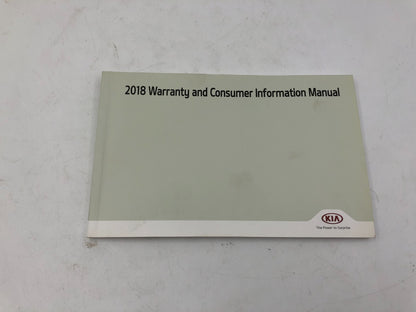 2018 Warranty and Consumer Information Manual
KIA
The Power to Surprise